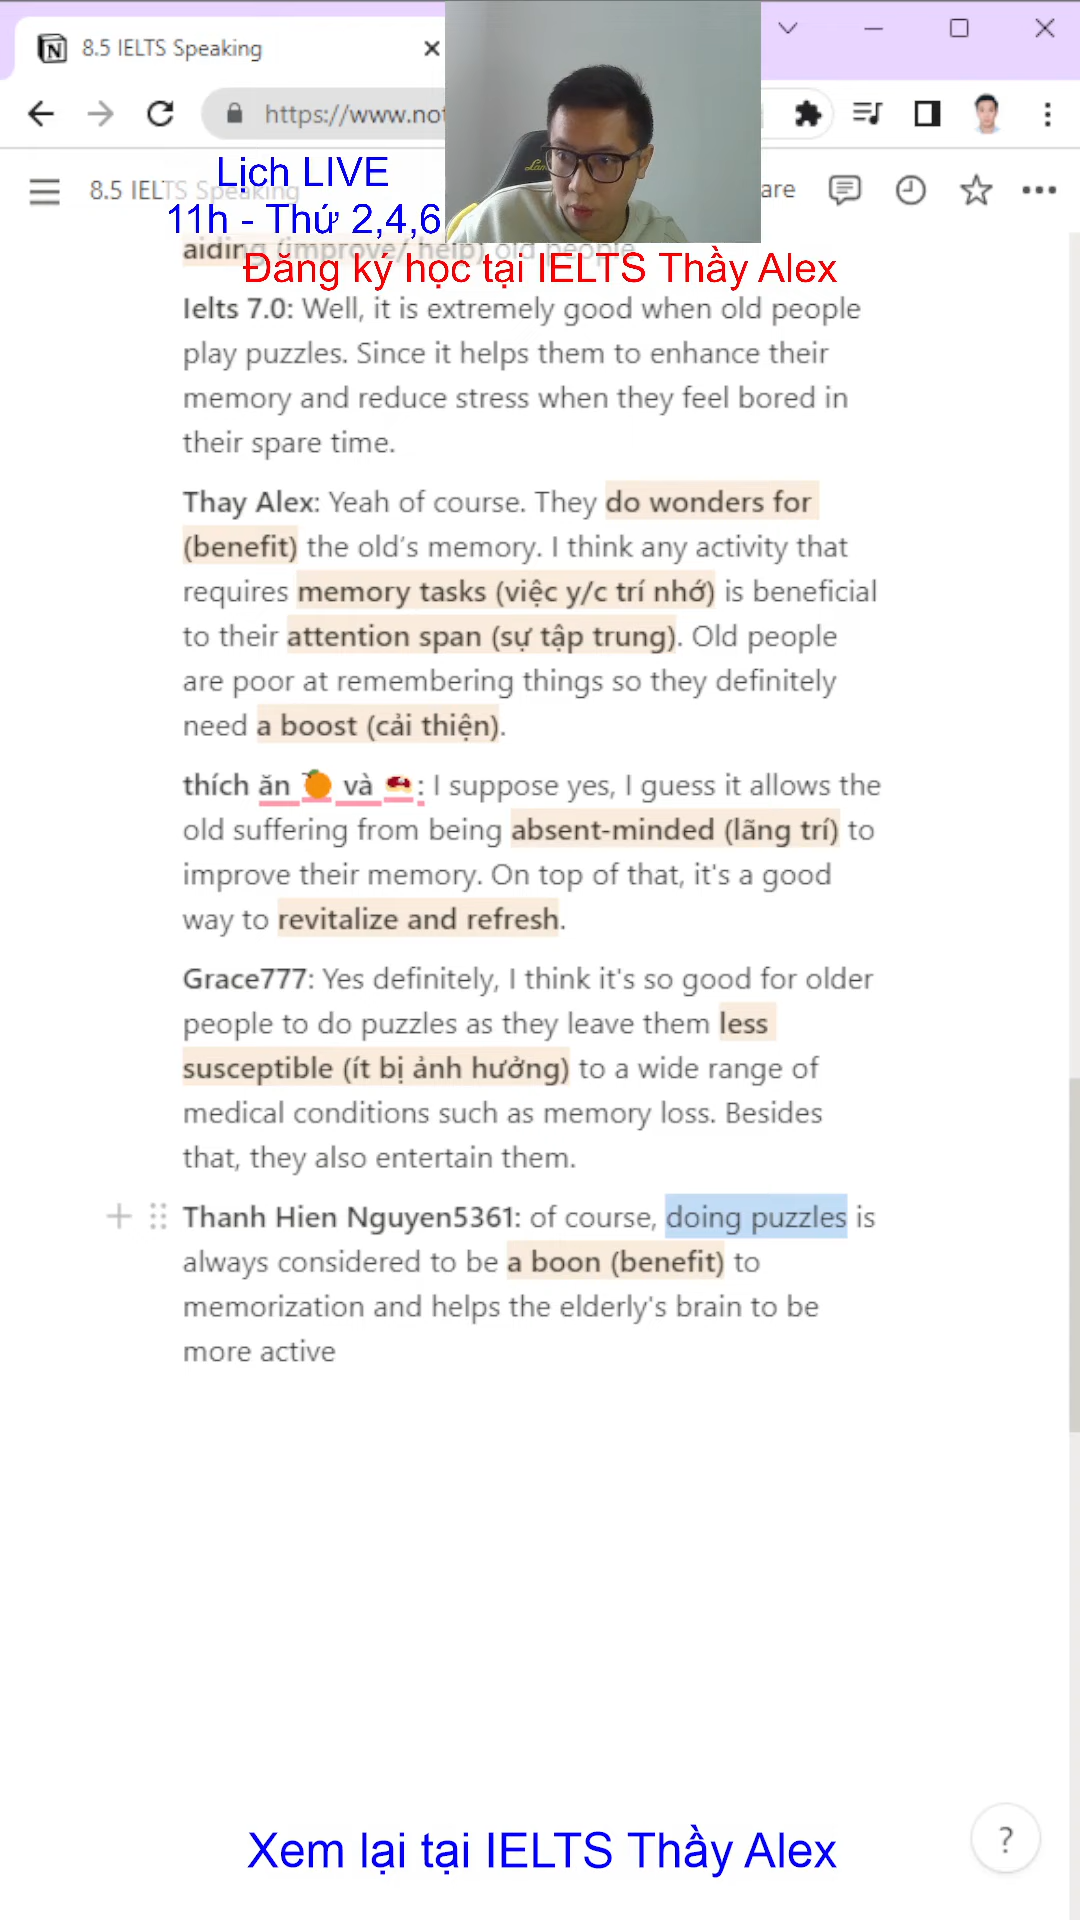 8.5 IELTS Speaking
https://www.not
Lịch LIVE
8.5 IELTS Speaking
are
11h - Thứ 2,4,6
aiding (improve/ help) old people
Đăng ký học tại IELTS Thầy Alex
Ielts 7.0: Well, it is extremely good when old people
play puzzles. Since it helps them to enhance their
memory and reduce stress when they feel bored in
their spare time.
Thay Alex: Yeah of course. They do wonders for
(benefit) the old’s memory. I think any activity that
requires memory tasks (việc y/c trí nhớ) is beneficial
to their attention span (sự tập trung). Old people
are poor at remembering things so they definitely
need a boost (cải thiện).
thích ăn 🍊 và 🍰: I suppose yes, I guess it allows the
old suffering from being absent-minded (lãng trí) to
improve their memory. On top of that, it's a good
way to revitalize and refresh.
Grace777: Yes definitely, I think it's so good for older
people to do puzzles as they leave them less
susceptible (ít bị ảnh hưởng) to a wide range of
medical conditions such as memory loss. Besides
that, they also entertain them.
Thanh Hien Nguyen5361: of course, doing puzzles is
always considered to be a boon (benefit) to
memorization and helps the elderly's brain to be
more active
Xem lại tại IELTS Thầy Alex
?